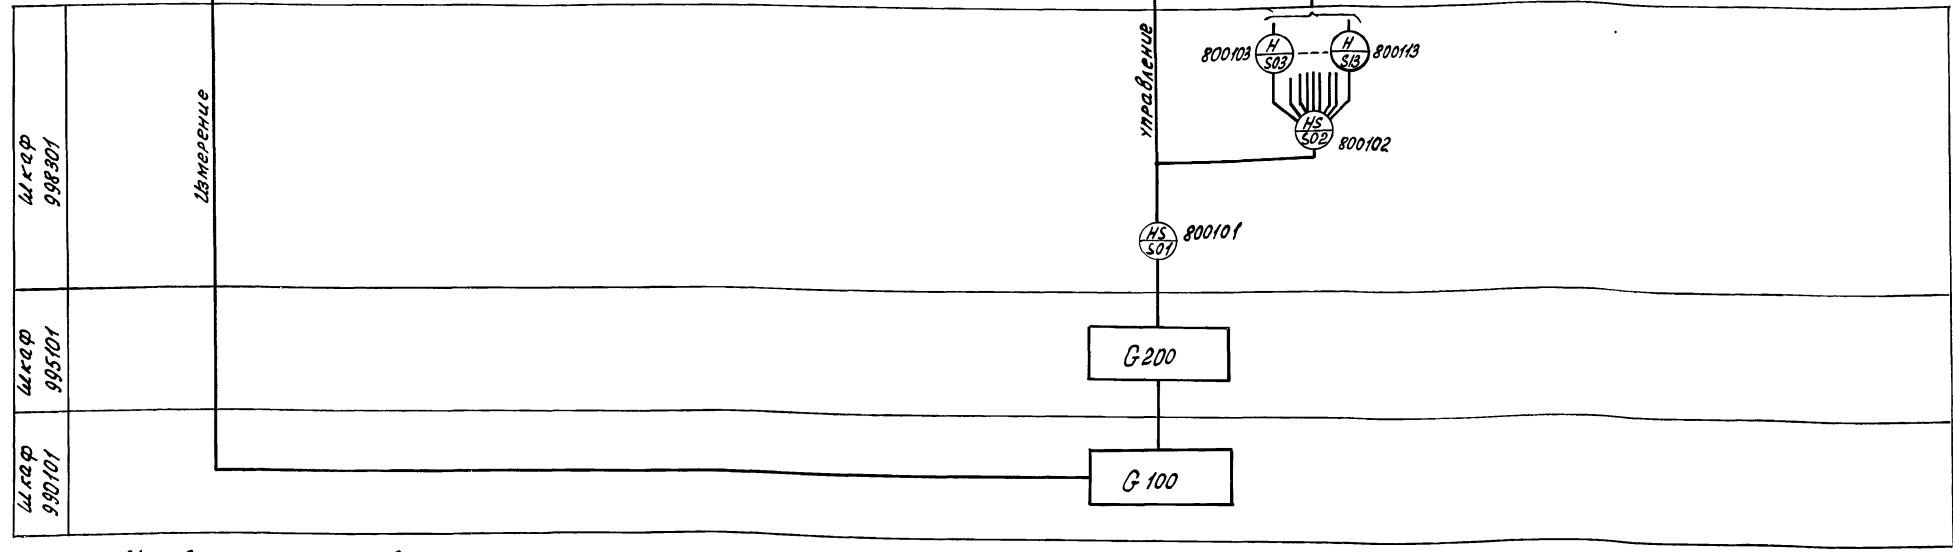 Шкаф
998301
Измерение
Управление
800103
H
S03
H
S13
800113
HS
S02
800102
HS
S01
800101
Шкаф
995101
G200
Шкаф
990101
G100